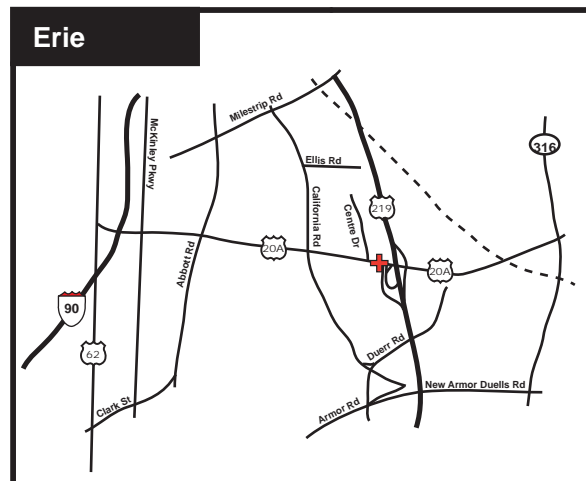 Erie
Milestrip Rd
McKinley Pkwy
316
Ellis Rd
219
California Rd
Centre Dr
Abbott Rd
20A
20A
90
62
Duerr Rd
New Armor Duells Rd
Clark St
Armor Rd